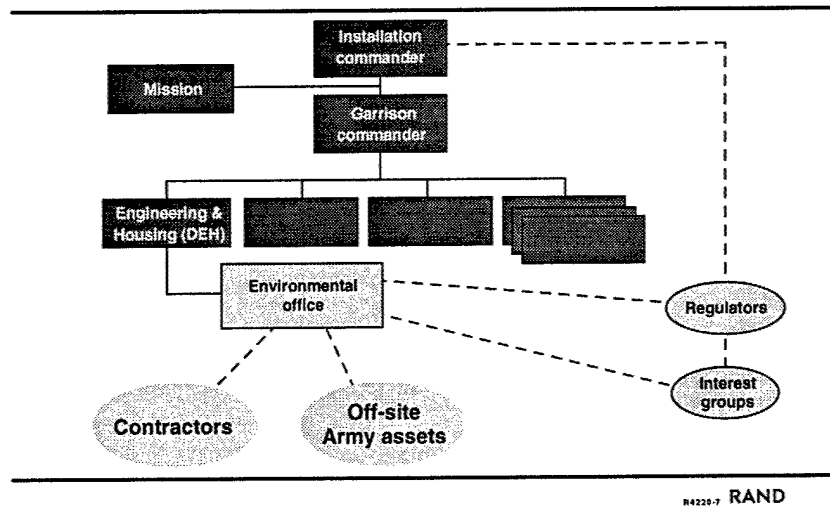 Installation
commander
Mission
Garrison
commander
Engineering &
Housing (DEH)
Environmental
office
Regulators
Interest
groups
Contractors
Off-site
Army assets
R4220-7 RAND